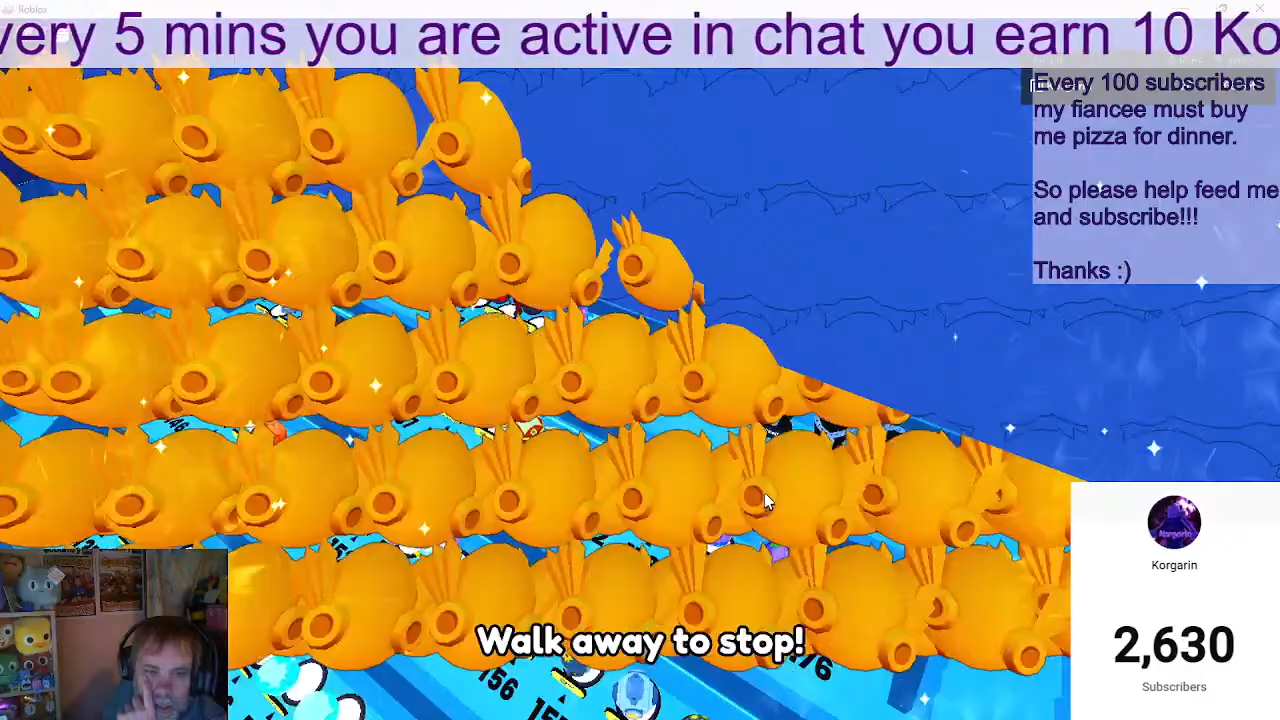 Roblox
very 5 mins you are active in chat you earn 10 Ko
Every 100 subscribers
my fiancee must buy
me pizza for dinner.
So please help feed me
and subscribe!!!
Thanks :)
Korgarin
2,630
Subscribers
Walk away to stop!
156